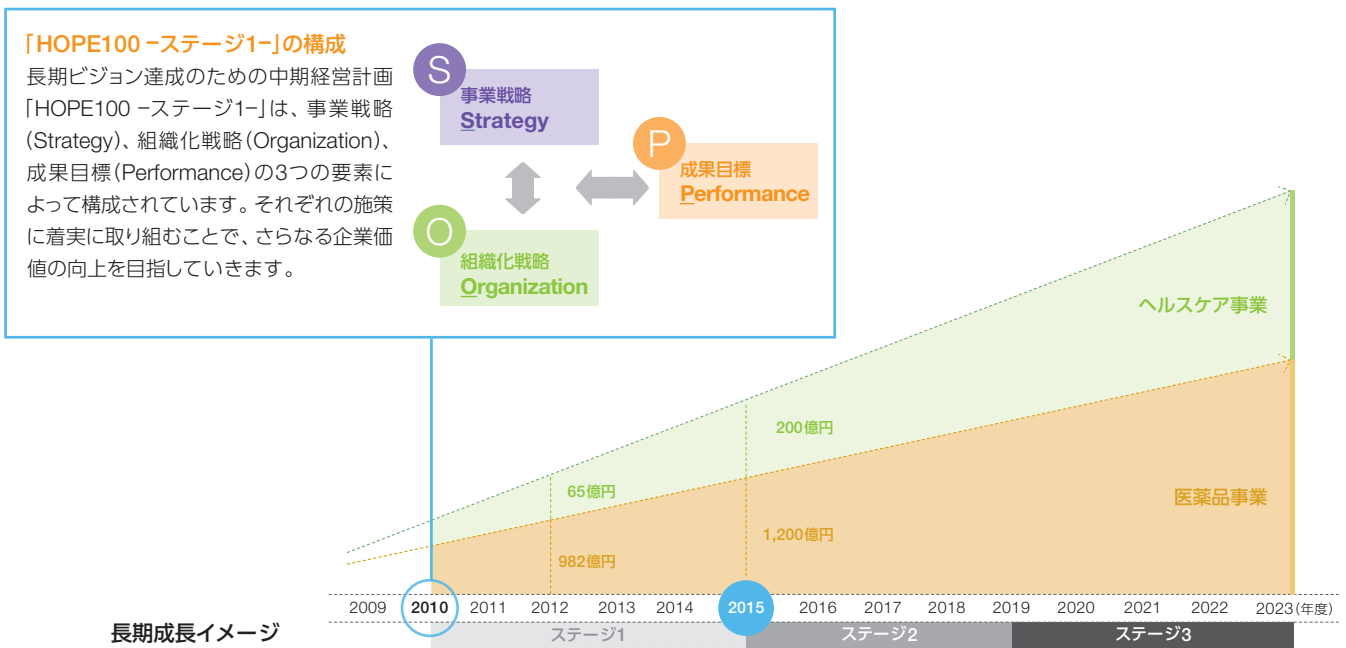 「HOPE100 −ステージ1−」の構成
長期ビジョン達成のための中期経営計画
「HOPE100 −ステージ1−」は、事業戦略
(Strategy)、組織化戦略(Organization)、
成果目標(Performance)の3つの要素に
よって構成されています。それぞれの施策
に着実に取り組むことで、さらなる企業価
値の向上を目指していきます。
S
事業戦略
Strategy
P
成果目標
Performance
O
組織化戦略
Organization
ヘルスケア事業
200億円
65億円
医薬品事業
1,200億円
982億円
2009 2010 2011 2012 2013 2014 2015 2016 2017 2018 2019 2020 2021 2022 2023(年度)
長期成長イメージ
ステージ1 ステージ2 ステージ3